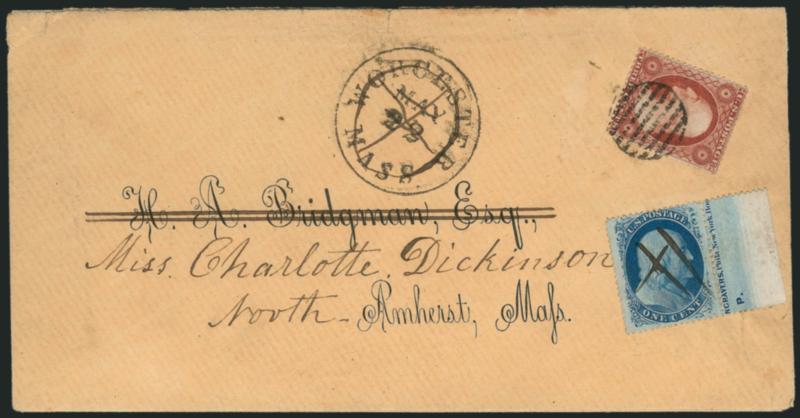 WORCESTER MASS
MAY
22
H. A. Bridgman, Esq.,
Miss. Charlotte. Dickinson
North- Amherst, Maſs.
U.S. POSTAGE
ONE CENT
NGRAVERS, Phila. New York, Bos
P.